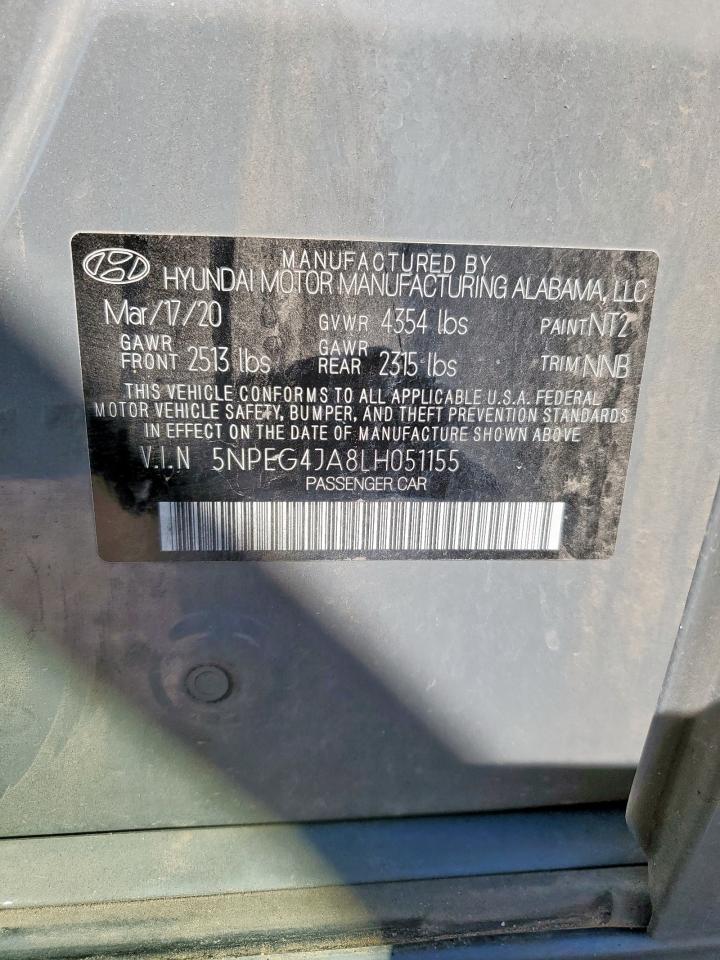 MANUFACTURED BY
HYUNDAI MOTOR MANUFACTURING ALABAMA, LLC
Mar/17/20 GVWR 4354 lbs PAINT NT2
GAWR FRONT 2513 lbs GAWR REAR 2315 lbs TRIM NNB
THIS VEHICLE CONFORMS TO ALL APPLICABLE U.S.A. FEDERAL
MOTOR VEHICLE SAFETY, BUMPER, AND THEFT PREVENTION STANDARDS
IN EFFECT ON THE DATE OF MANUFACTURE SHOWN ABOVE.
V.I.N 5NPEG4JA8LH051155
PASSENGER CAR